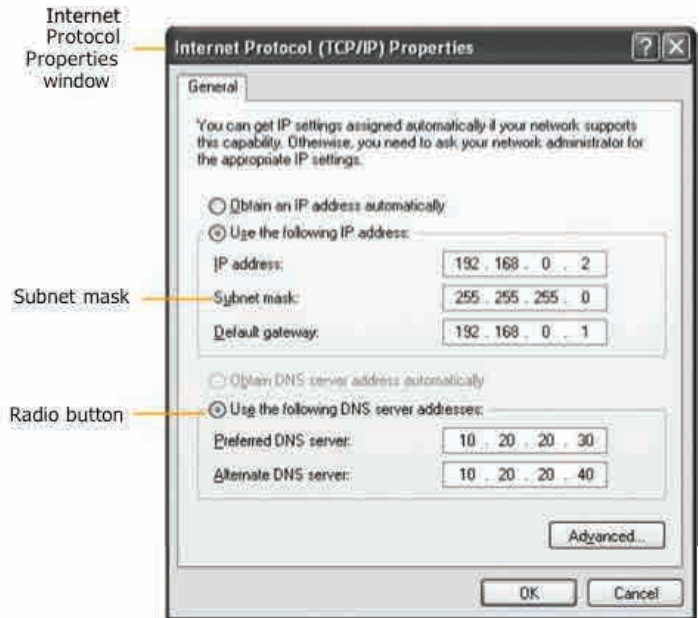 Internet
Protocol
Properties
window
Internet Protocol (TCP/IP) Properties
General
You can get IP settings assigned automatically if your network supports
this capability. Otherwise, you need to ask your network administrator for
the appropriate IP settings.
Obtain an IP address automatically
Use the following IP address:
IP address:
192 . 168 . 0 . 2
Subnet mask
Subnet mask:
255 . 255 . 255 . 0
Default gateway:
192 . 168 . 0 . 1
Obtain DNS server address automatically
Radio button
Use the following DNS server addresses:
Preferred DNS server:
10 . 20 . 20 . 30
Alternate DNS server:
10 . 20 . 20 . 40
Advanced...
OK
Cancel